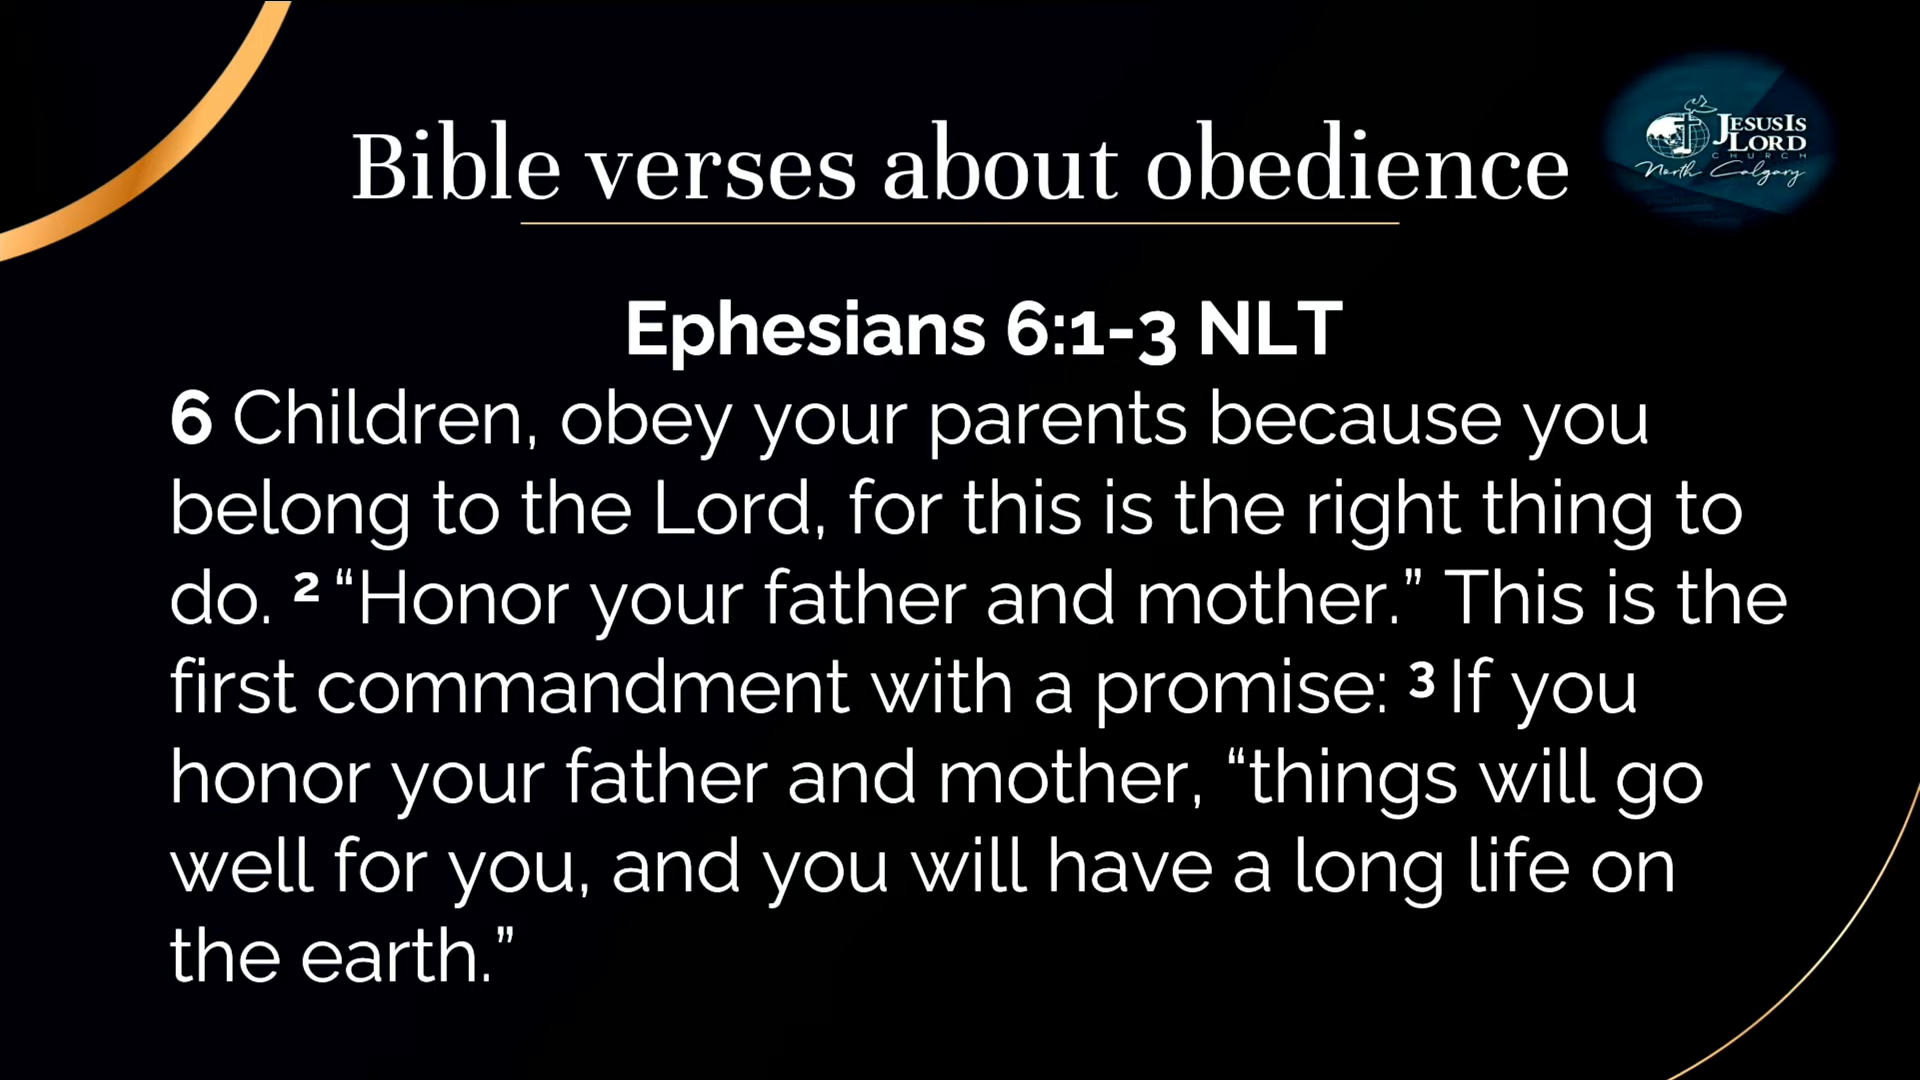 Bible verses about obedience
JESUSIS
LORD
CHURCH
North Calgary
Ephesians 6:1-3 NLT
6 Children, obey your parents because you
belong to the Lord, for this is the right thing to
do. 2 “Honor your father and mother.” This is the
first commandment with a promise: 3 If you
honor your father and mother, “things will go
well for you, and you will have a long life on
the earth.”